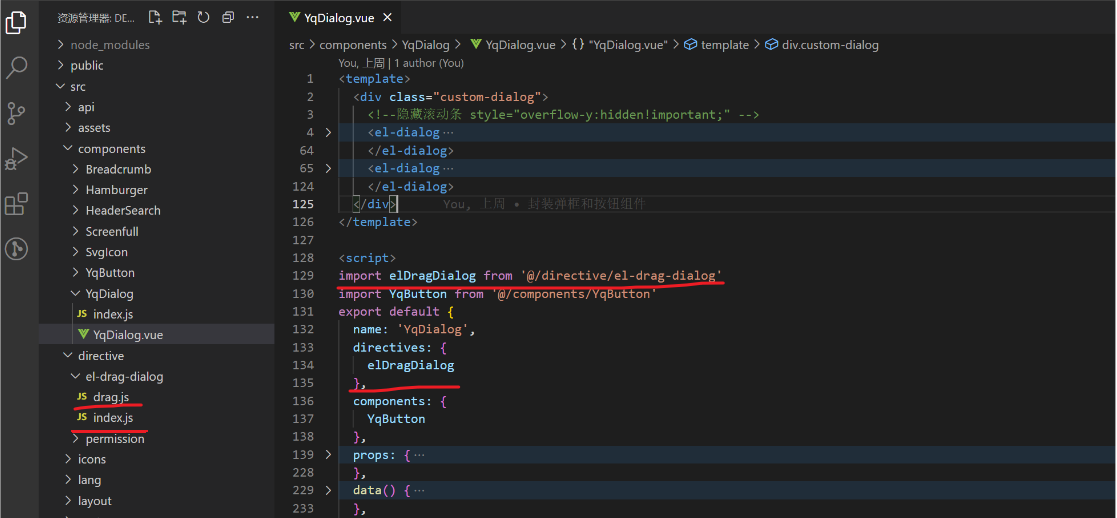 资源管理器: DE...
node_modules
public
src
api
assets
components
Breadcrumb
Hamburger
HeaderSearch
Screenfull
SvgIcon
YqButton
YqDialog
JS index.js
YqDialog.vue
directive
el-drag-dialog
JS drag.js
JS index.js
permission
icons
lang
layout
YqDialog.vue
src > components > YqDialog > YqDialog.vue > {} "YqDialog.vue" > template > div.custom-dialog
You, 上周 | 1 author (You)
1 <template>
2 <div class="custom-dialog">
3 <!--隐藏滚动条 style="overflow-y:hidden!important;" -->
4 <el-dialog ...
64 </el-dialog>
65 <el-dialog ...
124 </el-dialog>
125 </div> You, 上周 • 封装弹框和按钮组件
126 </template>
127
128 <script>
129 import elDragDialog from '@/directive/el-drag-dialog'
130 import YqButton from '@/components/YqButton'
131 export default {
132 name: 'YqDialog',
133 directives: {
134 elDragDialog
135 },
136 components: {
137 YqButton
138 },
139 props: { ...
228 },
229 data() { ...
233 },